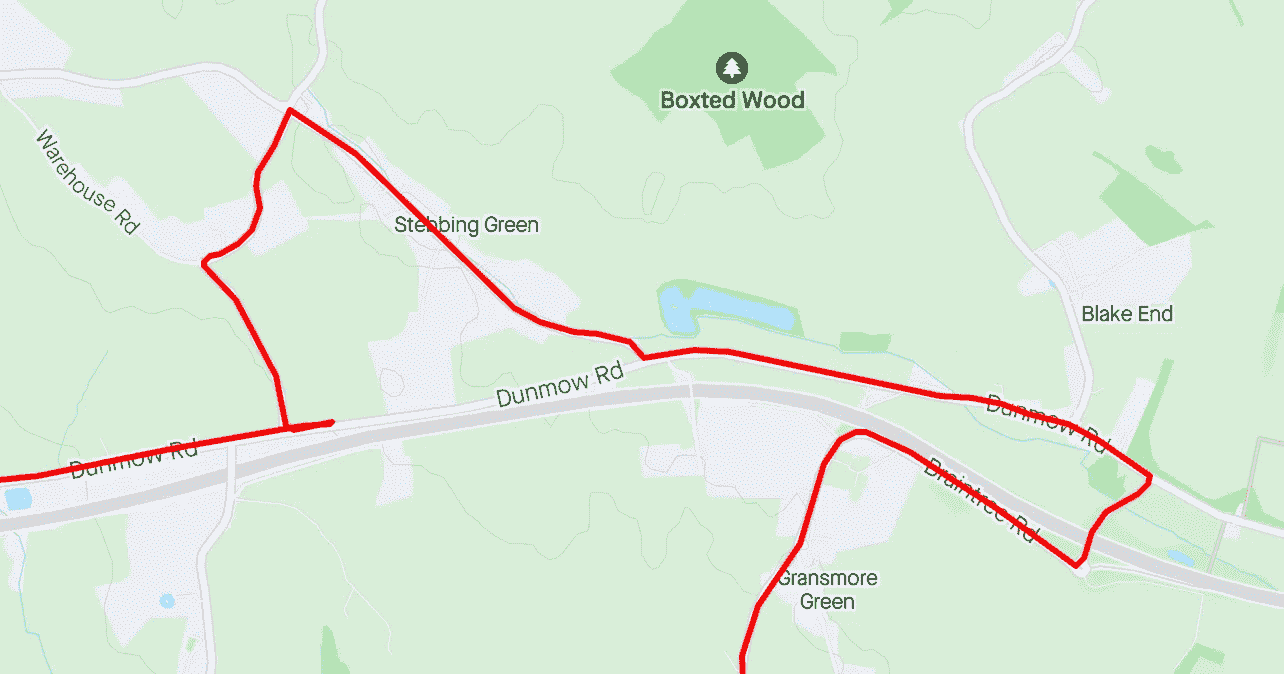 Boxted Wood
Warehouse Rd
Stebbing Green
Blake End
Dunmow Rd
Dunmow Rd
Dunmow Rd
Braintree Rd
Gransmore
Green